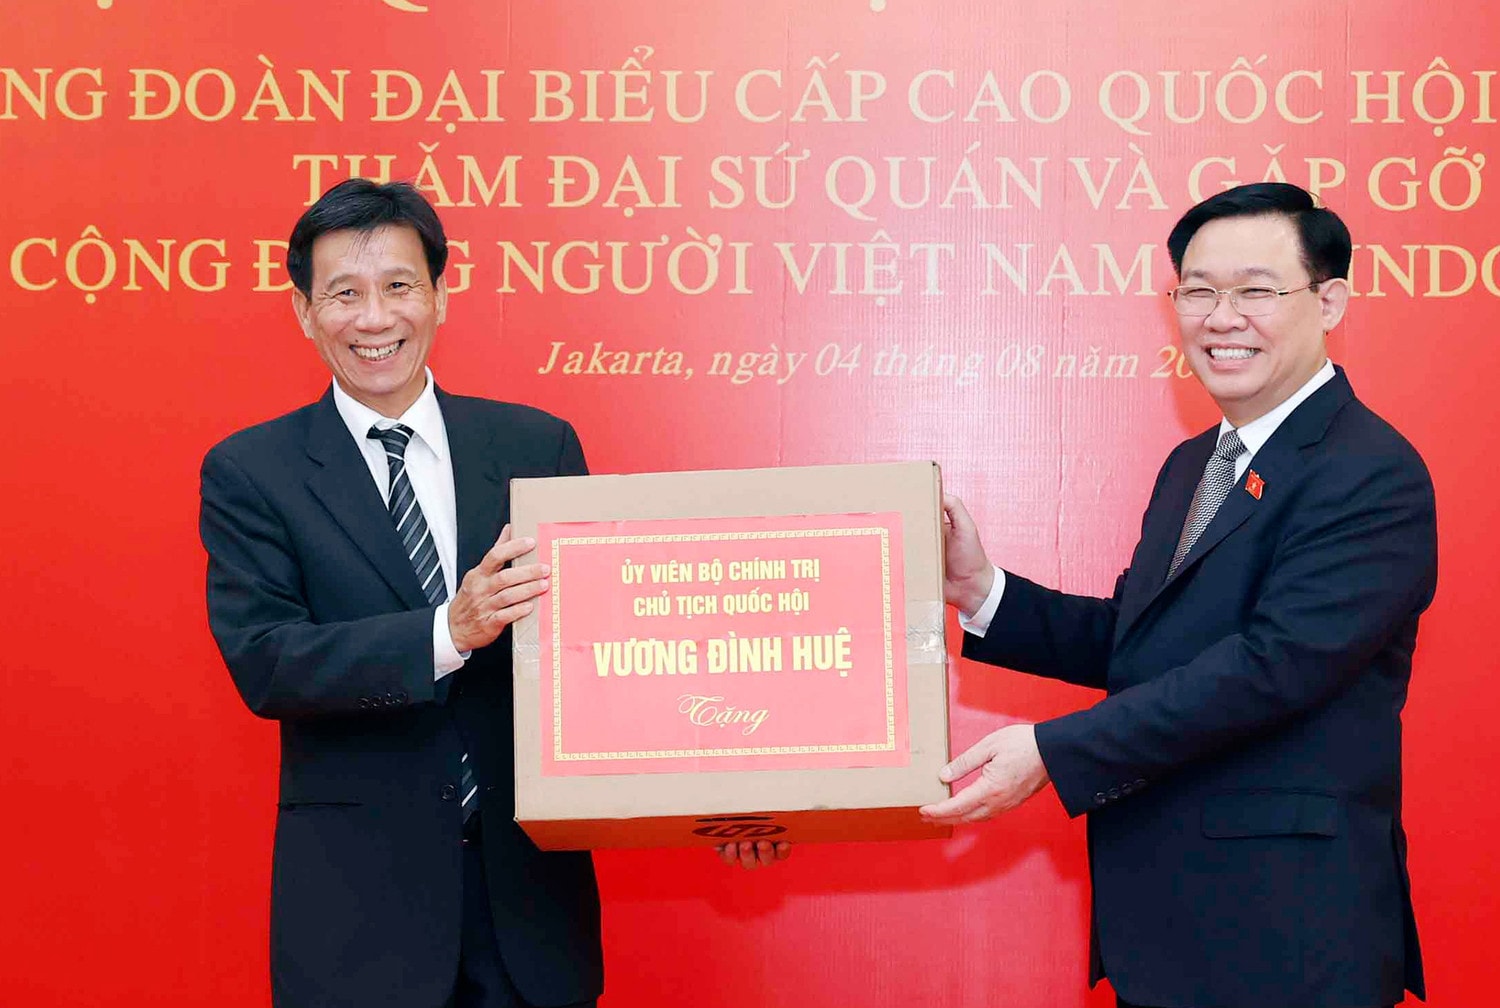 NG ĐOÀN ĐẠI BIỂU CẤP CAO QUỐC HỘI
THĂM ĐẠI SỨ QUÁN VÀ GẶP GỠ
CỘNG NGƯỜI VIỆT NAM INDO
Jakarta, ngày 04 tháng 08 năm 20
ỦY VIÊN BỘ CHÍNH TRỊ
CHỦ TỊCH QUỐC HỘI
VƯƠNG ĐÌNH HUỆ
Tặng